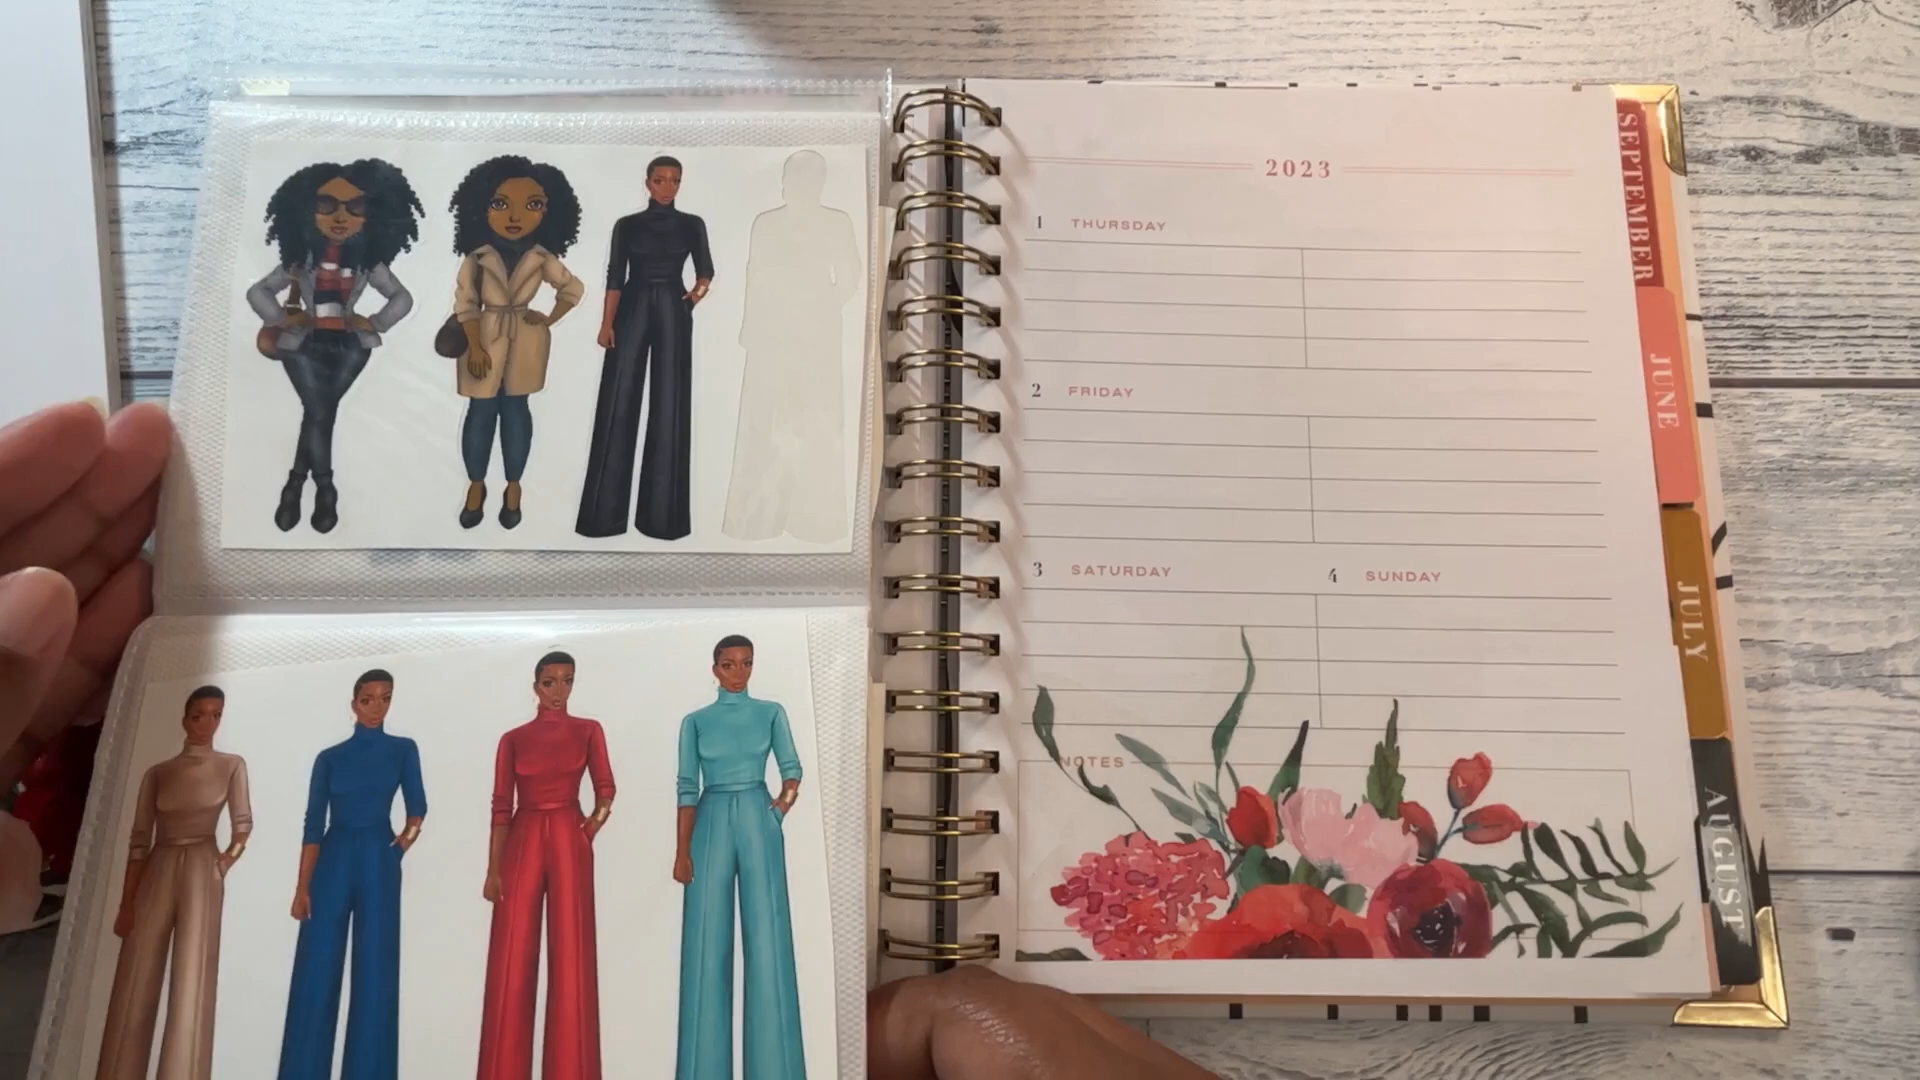 2023
1 THURSDAY
2 FRIDAY
3 SATURDAY
4 SUNDAY
NOTES
SEPTEMBER
JUNE
JULY
AUGUST